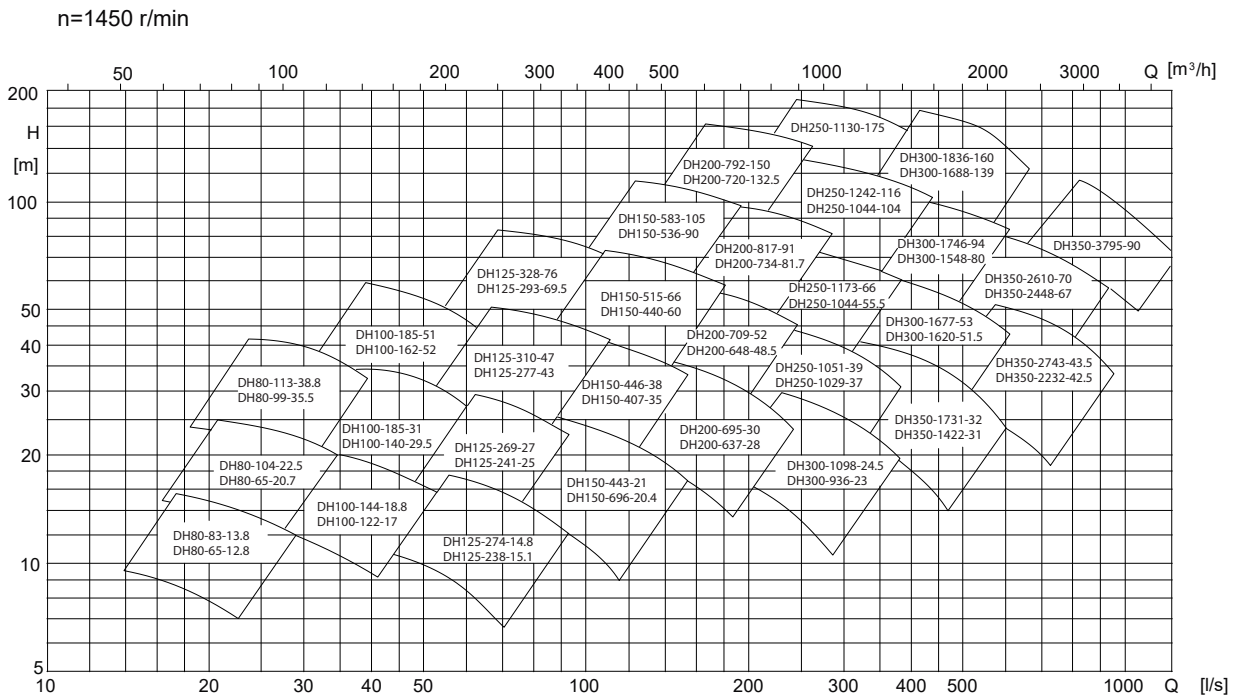 n=1450 r/min
50 100 200 300 400 500 1000 2000 3000 Q [m³/h]
200
H
[m]
100
50
40
30
20
10
5
DH250-1130-175
DH300-1836-160
DH300-1688-139
DH200-792-150
DH200-720-132.5
DH250-1242-116
DH250-1044-104
DH150-583-105
DH150-536-90
DH300-1746-94
DH300-1548-80
DH350-3795-90
DH200-817-91
DH200-734-81.7
DH125-328-76
DH125-293-69.5
DH350-2610-70
DH350-2448-67
DH250-1173-66
DH250-1044-55.5
DH150-515-66
DH150-440-60
DH300-1677-53
DH300-1620-51.5
DH100-185-51
DH100-162-52
DH200-709-52
DH200-648-48.5
DH125-310-47
DH125-277-43
DH350-2743-43.5
DH350-2232-42.5
DH250-1051-39
DH250-1029-37
DH80-113-38.8
DH80-99-35.5
DH150-446-38
DH150-407-35
DH350-1731-32
DH350-1422-31
DH100-185-31
DH100-140-29.5
DH200-695-30
DH200-637-28
DH125-269-27
DH125-241-25
DH80-104-22.5
DH80-65-20.7
DH300-1098-24.5
DH300-936-23
DH150-443-21
DH150-696-20.4
DH100-144-18.8
DH100-122-17
DH80-83-13.8
DH80-65-12.8
DH125-274-14.8
DH125-238-15.1
10 20 30 40 50 100 200 300 400 500 1000 Q [l/s]